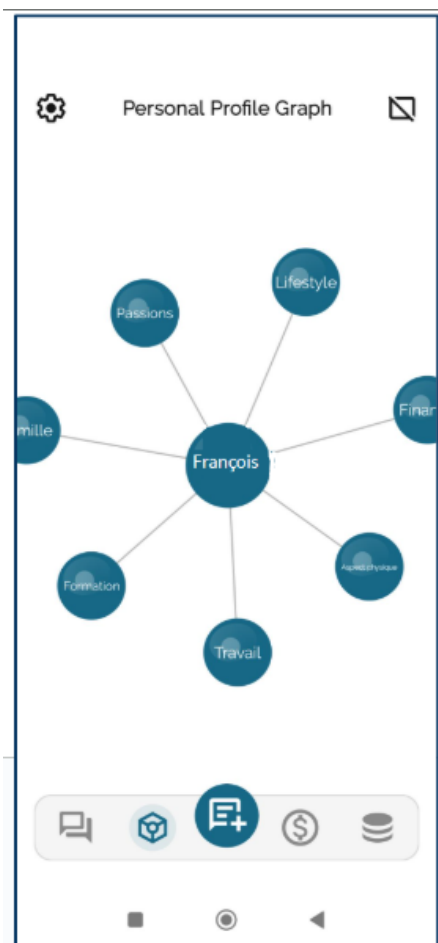 Personal Profile Graph
Lifestyle
Passions
Finan
mille
François
Aspect physique
Formation
Travail